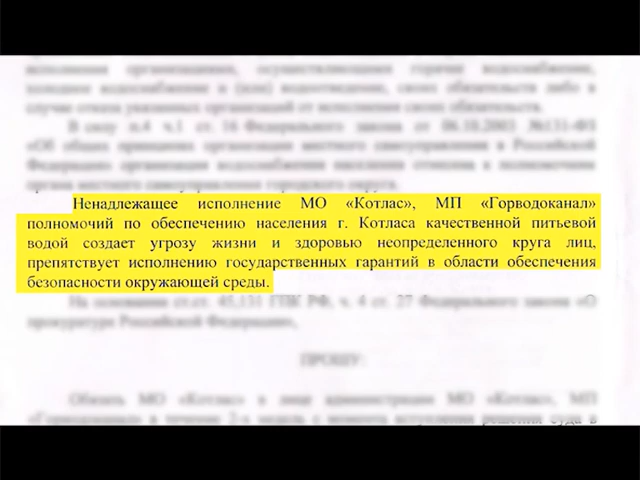 исполнения организациями, осуществляющими горячее водоснабжение,
холодное водоснабжение и (или) водоотведение, своих обязательств либо в
случае отказа указанных организаций от исполнения своих обязательств.
В силу п.4 ч.1 ст. 16 Федерального закона от 06.10.2003 №131-ФЗ
«Об общих принципах организации местного самоуправления в Российской
Федерации» организация водоснабжения населения отнесена к полномочиям
органа местного самоуправления городского округа.
Ненадлежащее исполнение МО «Котлас», МП «Горводоканал»
полномочий по обеспечению населения г. Котласа качественной питьевой
водой создает угрозу жизни и здоровью неопределенного круга лиц,
препятствует исполнению государственных гарантий в области обеспечения
безопасности окружающей среды.
На основании ст.ст. 45,131 ГПК РФ, ч. 4 ст. 27 Федерального закона «О
прокуратуре Российской Федерации»,
ПРОШУ:
Обязать МО «Котлас» в лице администрации МО «Котлас», МП
«Горводоканал» в течение 2-х недель с момента вступления решения суда в